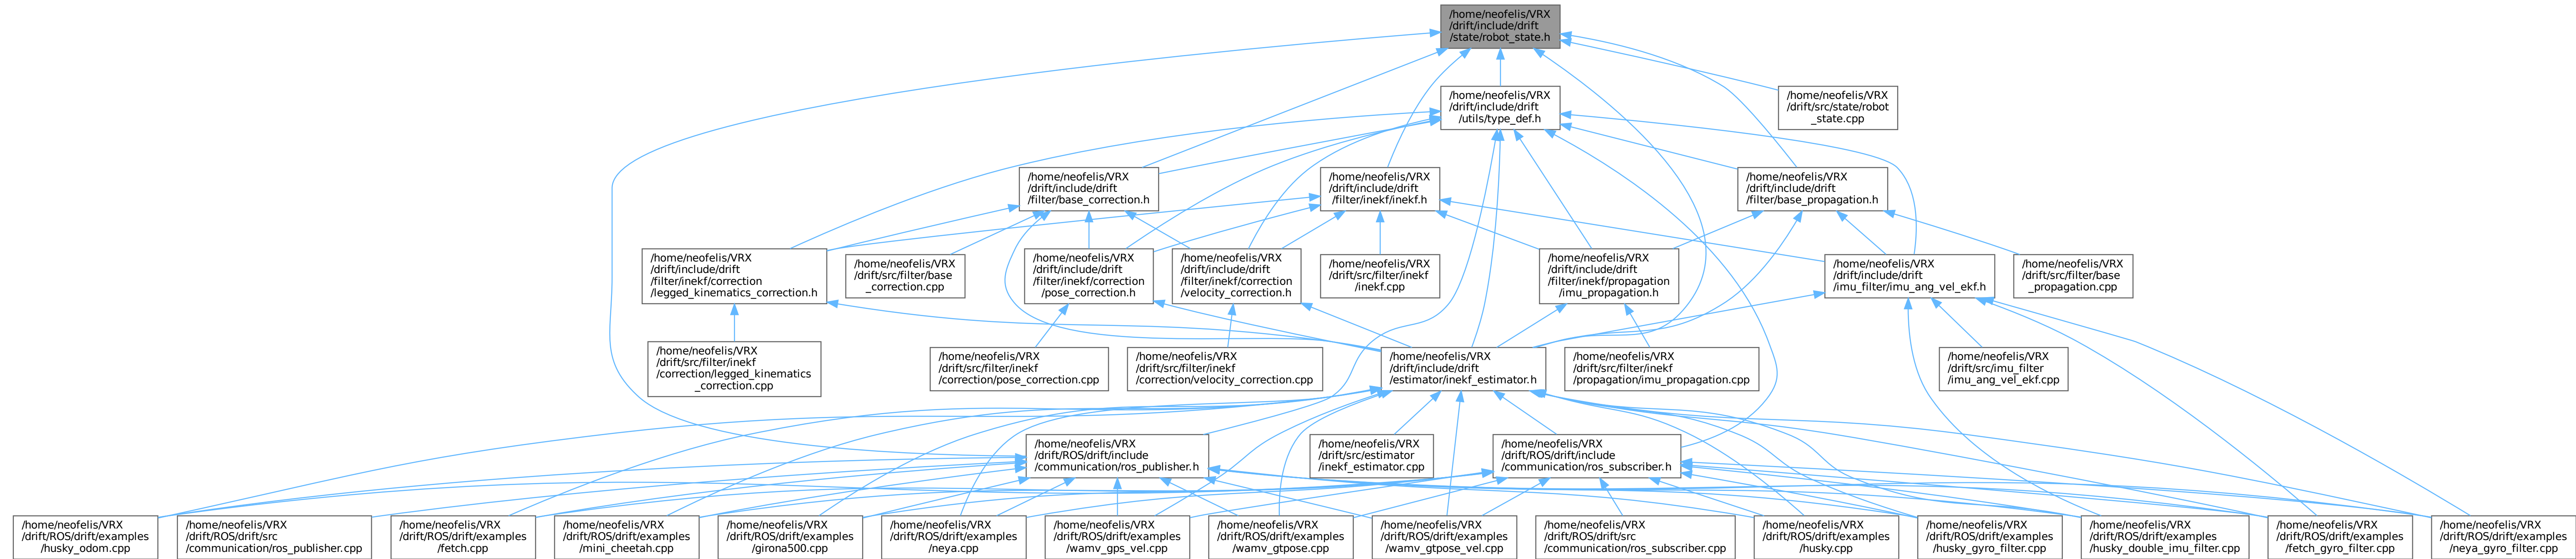 /home/neofelis/VRX
/drift/include/drift
/state/robot_state.h
/home/neofelis/VRX
/drift/include/drift
/utils/type_def.h
/home/neofelis/VRX
/drift/src/state/robot
_state.cpp
/home/neofelis/VRX
/drift/include/drift
/filter/base_correction.h
/home/neofelis/VRX
/drift/include/drift
/filter/inekf/inekf.h
/home/neofelis/VRX
/drift/include/drift
/filter/base_propagation.h
/home/neofelis/VRX
/drift/include/drift
/filter/inekf/correction
/legged_kinematics_correction.h
/home/neofelis/VRX
/drift/src/filter/base
_correction.cpp
/home/neofelis/VRX
/drift/include/drift
/filter/inekf/correction
/pose_correction.h
/home/neofelis/VRX
/drift/include/drift
/filter/inekf/correction
/velocity_correction.h
/home/neofelis/VRX
/drift/src/filter/inekf
/inekf.cpp
/home/neofelis/VRX
/drift/include/drift
/filter/inekf/propagation
/imu_propagation.h
/home/neofelis/VRX
/drift/include/drift
/imu_filter/imu_ang_vel_ekf.h
/home/neofelis/VRX
/drift/src/filter/base
_propagation.cpp
/home/neofelis/VRX
/drift/src/filter/inekf
/correction/legged_kinematics
_correction.cpp
/home/neofelis/VRX
/drift/src/filter/inekf
/correction/pose_correction.cpp
/home/neofelis/VRX
/drift/src/filter/inekf
/correction/velocity_correction.cpp
/home/neofelis/VRX
/drift/include/drift
/estimator/inekf_estimator.h
/home/neofelis/VRX
/drift/src/filter/inekf
/propagation/imu_propagation.cpp
/home/neofelis/VRX
/drift/src/imu_filter
/imu_ang_vel_ekf.cpp
/home/neofelis/VRX
/drift/ROS/drift/include
/communication/ros_publisher.h
/home/neofelis/VRX
/drift/src/estimator
/inekf_estimator.cpp
/home/neofelis/VRX
/drift/ROS/drift/include
/communication/ros_subscriber.h
/home/neofelis/VRX
/drift/ROS/drift/examples
/husky_odom.cpp
/home/neofelis/VRX
/drift/ROS/drift/src
/communication/ros_publisher.cpp
/home/neofelis/VRX
/drift/ROS/drift/examples
/fetch.cpp
/home/neofelis/VRX
/drift/ROS/drift/examples
/mini_cheetah.cpp
/home/neofelis/VRX
/drift/ROS/drift/examples
/girona500.cpp
/home/neofelis/VRX
/drift/ROS/drift/examples
/neya.cpp
/home/neofelis/VRX
/drift/ROS/drift/examples
/wamv_gps_vel.cpp
/home/neofelis/VRX
/drift/ROS/drift/examples
/wamv_gtpose.cpp
/home/neofelis/VRX
/drift/ROS/drift/examples
/wamv_gtpose_vel.cpp
/home/neofelis/VRX
/drift/ROS/drift/src
/communication/ros_subscriber.cpp
/home/neofelis/VRX
/drift/ROS/drift/examples
/husky.cpp
/home/neofelis/VRX
/drift/ROS/drift/examples
/husky_gyro_filter.cpp
/home/neofelis/VRX
/drift/ROS/drift/examples
/husky_double_imu_filter.cpp
/home/neofelis/VRX
/drift/ROS/drift/examples
/fetch_gyro_filter.cpp
/home/neofelis/VRX
/drift/ROS/drift/examples
/neya_gyro_filter.cpp